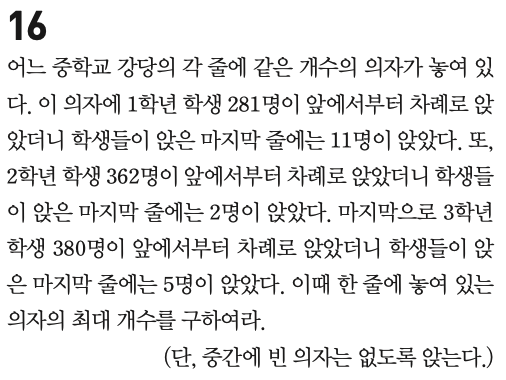 16
어느 중학교 강당의 각 줄에 같은 개수의 의자가 놓여 있
다. 이 의자에 1학년 학생 281명이 앞에서부터 차례로 앉
았더니 학생들이 앉은 마지막 줄에는 11명이 앉았다. 또,
2학년 학생 362명이 앞에서부터 차례로 앉았더니 학생들
이 앉은 마지막 줄에는 2명이 앉았다. 마지막으로 3학년
학생 380명이 앞에서부터 차례로 앉았더니 학생들이 앉
은 마지막 줄에는 5명이 앉았다. 이때 한 줄에 놓여 있는
의자의 최대 개수를 구하여라.
(단, 중간에 빈 의자는 없도록 앉는다.)